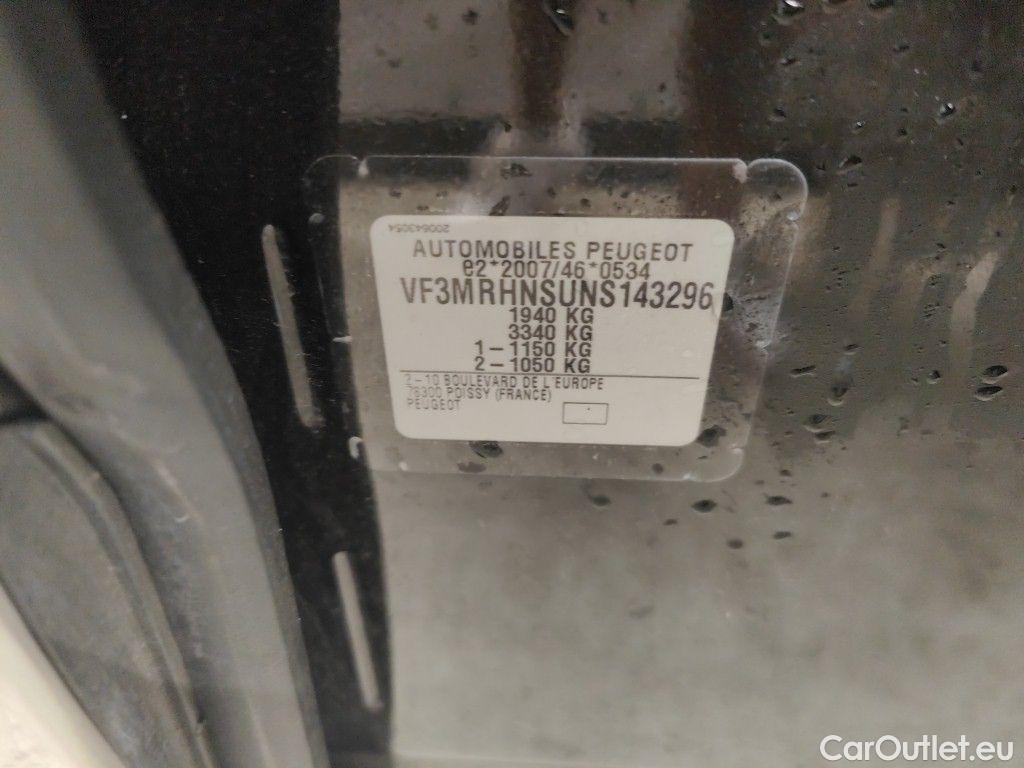 200643054
AUTOMOBILES PEUGEOT
e2*2007/46*0534
VF3MRHNSUNS143296
1940 KG
3340 KG
1 – 1150 KG
2 – 1050 KG
2 – 10 BOULEVARD DE L'EUROPE
78300 POISSY (FRANCE)
PEUGEOT
CarOutlet.eu